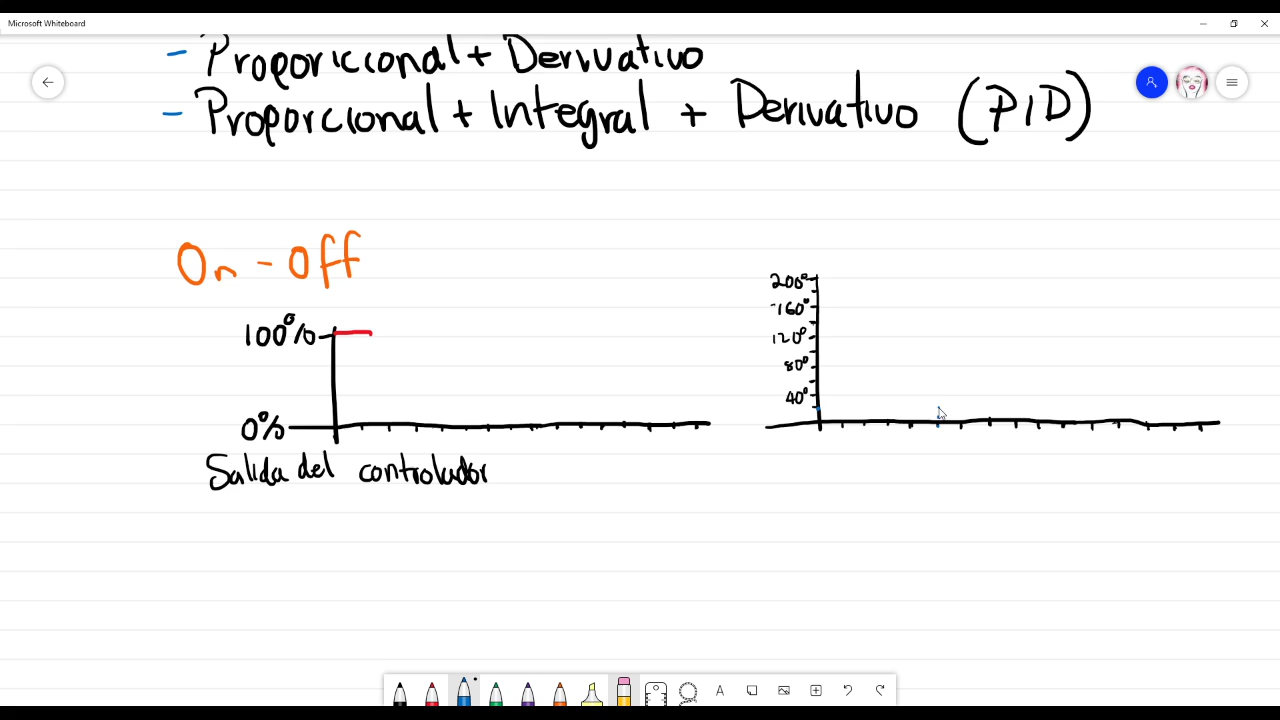 Microsoft Whiteboard
- Proporicional + Derivativo
- Proporcional + Integral + Derivativo (PID)
On - Off
100%
0%
Salida del controlador
200°
160°
120°
80°
40°
A